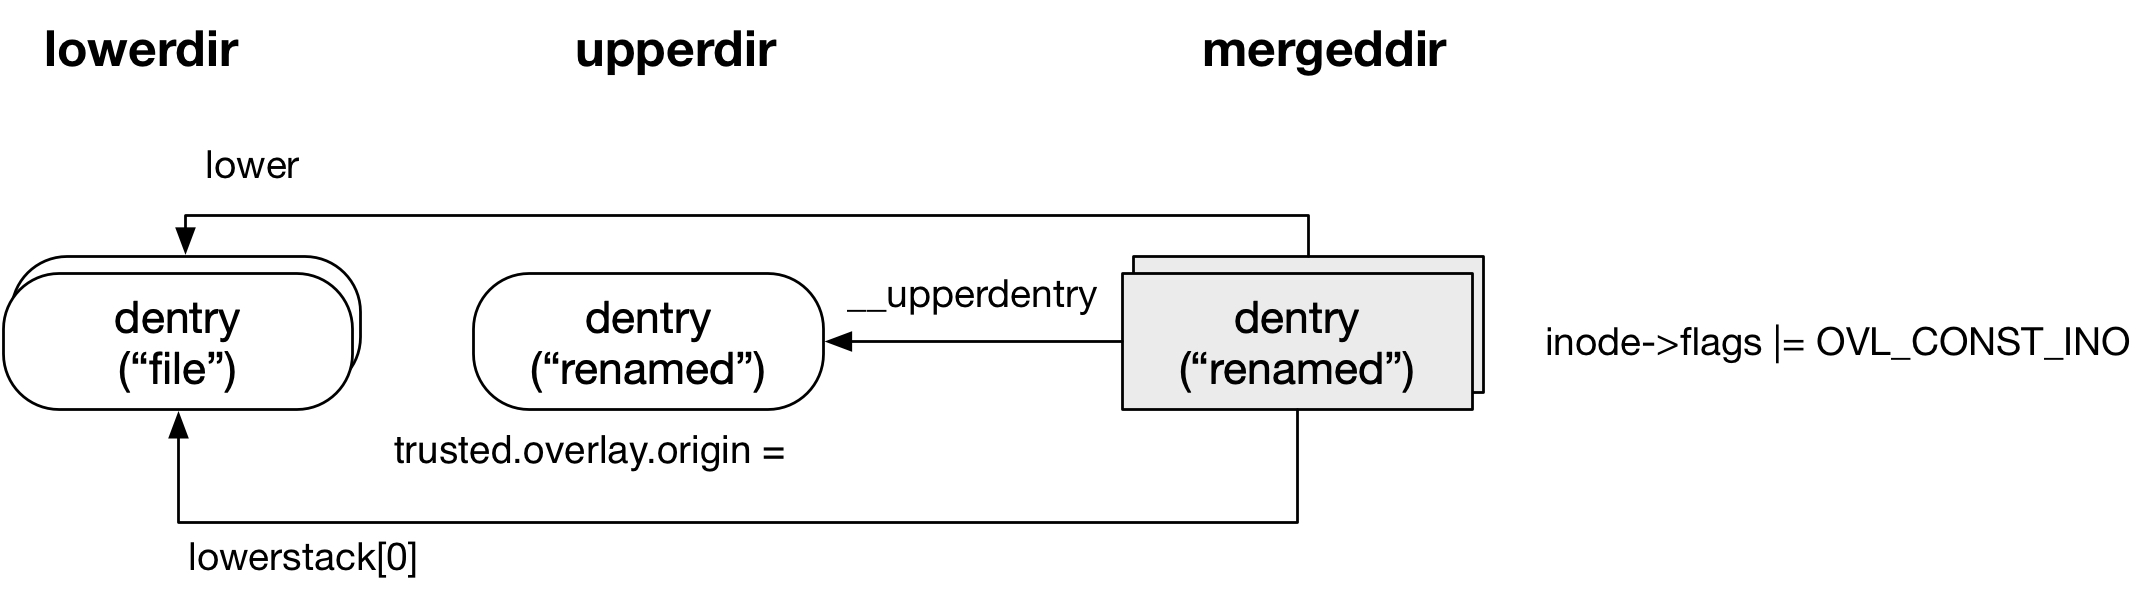 lowerdir
upperdir
mergeddir
lower
__upperdentry
dentry
(“file”)
dentry
(“renamed”)
dentry
(“renamed”)
inode->flags |= OVL_CONST_INO
trusted.overlay.origin =
lowerstack[0]